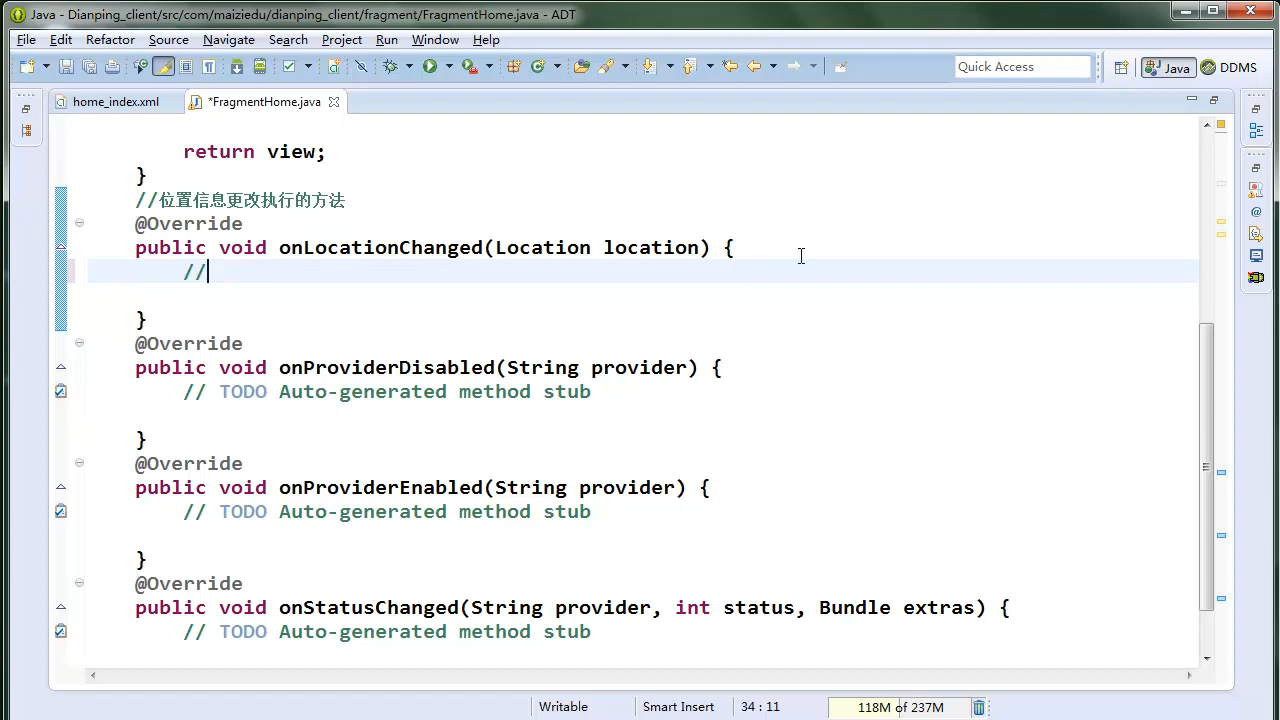 Java - Dianping_client/src/com/maiziedu/dianping_client/fragment/FragmentHome.java - ADT
File Edit Refactor Source Navigate Search Project Run Window Help
Quick Access
Java
DDMS
home_index.xml
*FragmentHome.java
return view;
}
//位置信息更改执行的方法
@Override
public void onLocationChanged(Location location) {
//
}
@Override
public void onProviderDisabled(String provider) {
// TODO Auto-generated method stub
}
@Override
public void onProviderEnabled(String provider) {
// TODO Auto-generated method stub
}
@Override
public void onStatusChanged(String provider, int status, Bundle extras) {
// TODO Auto-generated method stub
Writable
Smart Insert
34 : 11
118M of 237M